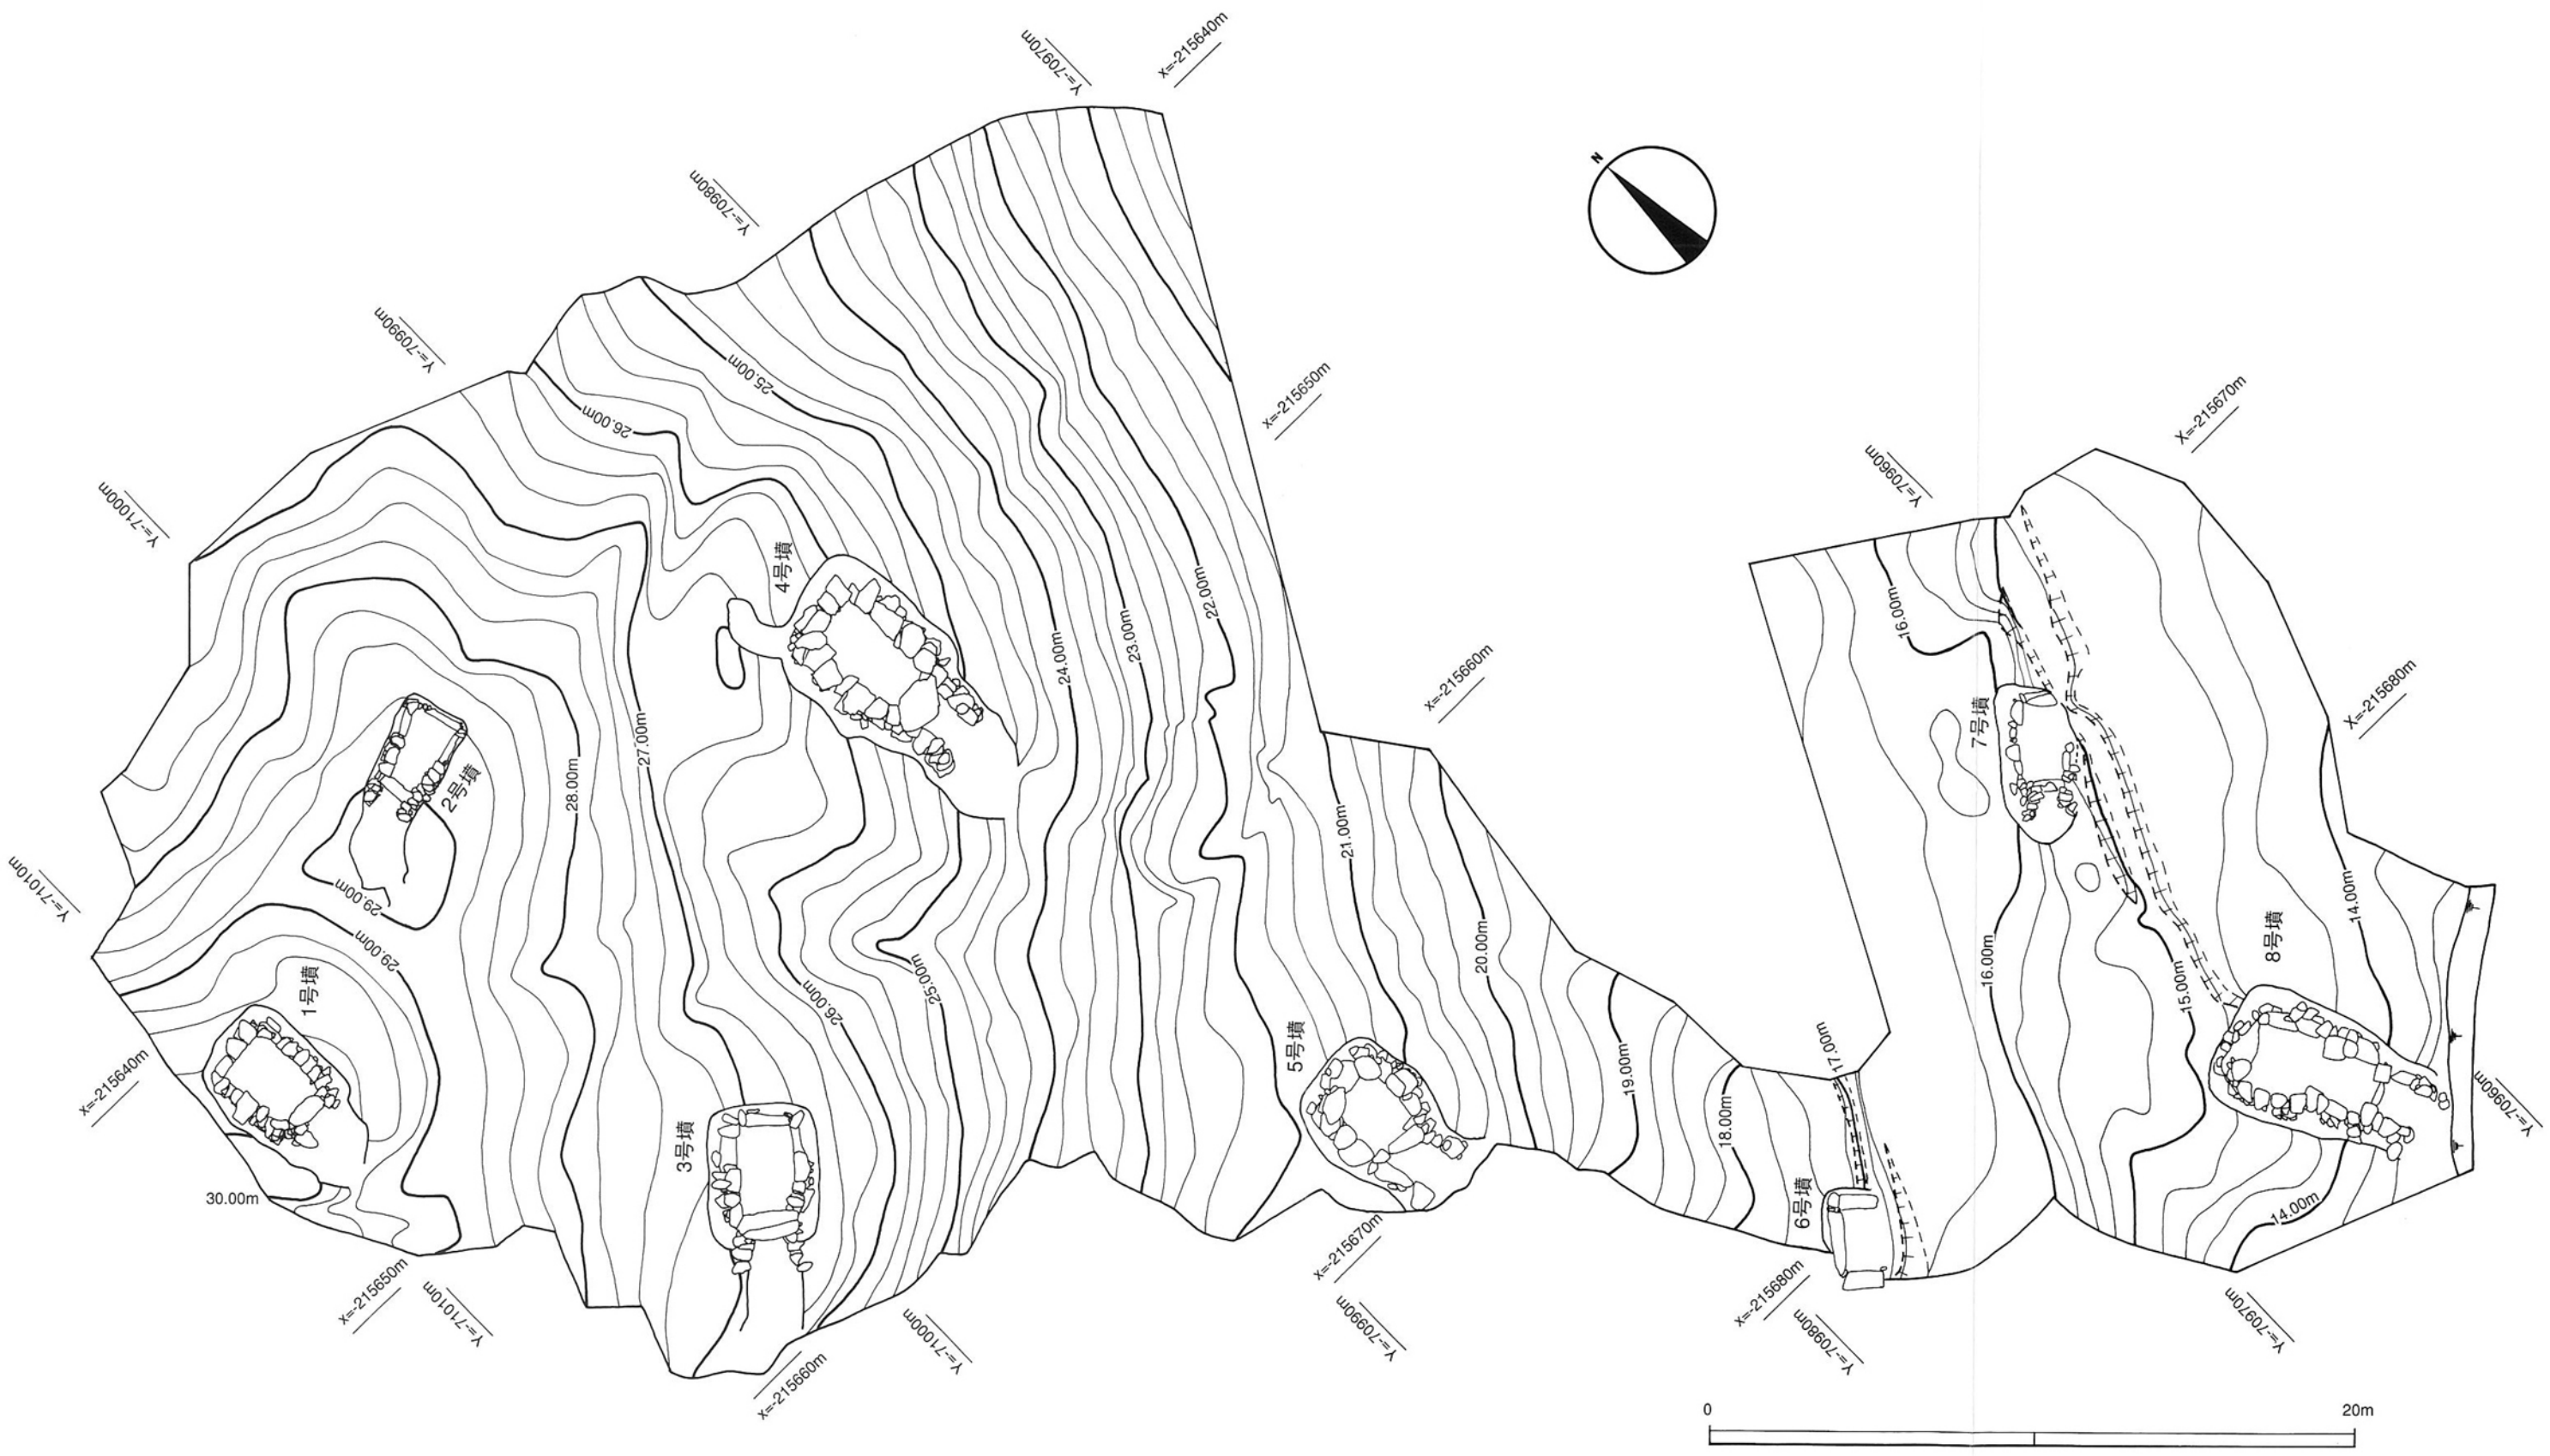 X=-215640m
Y=-70970m
N
Y=-70980m
Y=-70990m
25.00m
X=-215650m
X=-215670m
26.00m
Y=-70960m
Y=-71000m
4号墳
22.00m
16.00m
23.00m
24.00m
X=-215660m
X=-215680m
27.00m
7号墳
28.00m
2号墳
21.00m
Y=-71010m
29.00m
14.00m
29.00m
20.00m
8号墳
16.00m
15.00m
1号墳
25.00m
26.00m
5号墳
17.00m
X=-215640m
19.00m
18.00m
Y=-70960m
3号墳
30.00m
6号墳
14.00m
X=-215670m
X=-215650m
Y=-71010m
X=-215680m
Y=-71000m
Y=-70990m
Y=-70980m
Y=-70970m
X=-215660m
0
20m